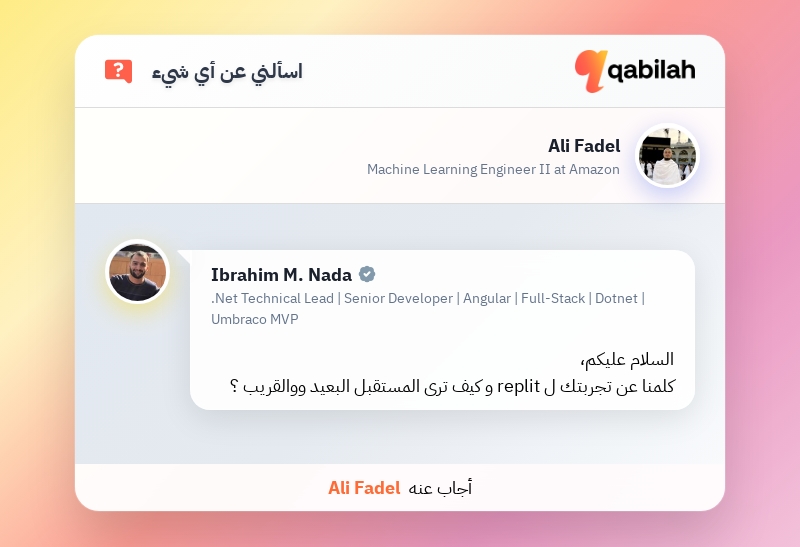 qabilah
اسألني عن أي شيء
Ali Fadel
Machine Learning Engineer II at Amazon
Ibrahim M. Nada
.Net Technical Lead | Senior Developer | Angular | Full-Stack | Dotnet |
Umbraco MVP
السلام عليكم،
كلمنا عن تجربتك ل replit و كيف ترى المستقبل البعيد ووالقريب ؟
أجاب عنه Ali Fadel